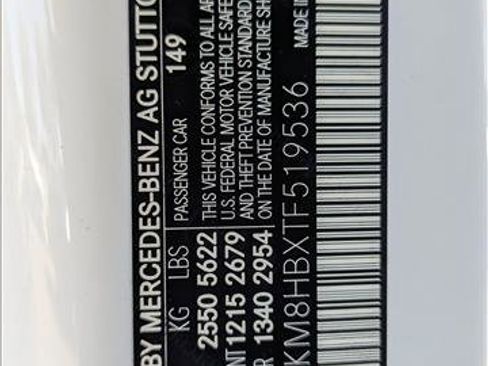 BY MERCEDES-BENZ AG STUTTG
KG LBS PASSENGER CAR 149
2550 5622 THIS VEHICLE CONFORMS TO ALL AP
U.S. FEDERAL MOTOR VEHICLE SAFE
NT 1215 2679 AND THEFT PREVENTION STANDARD
R 1340 2954 ON THE DATE OF MANUFACTURE SH
KM8HBXTF519536 MADE IN